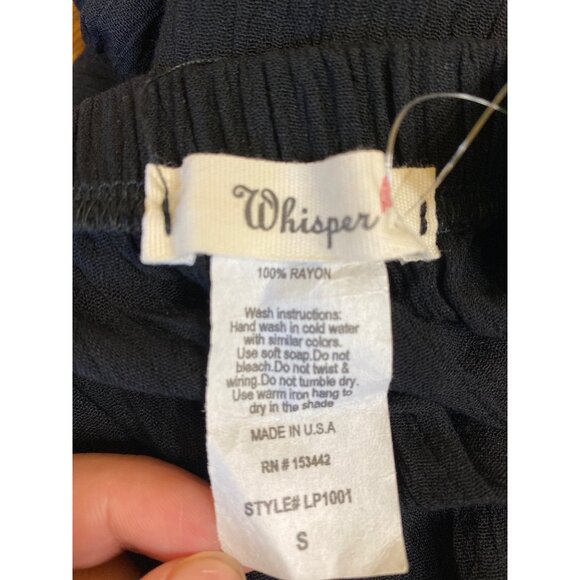 Whisper
100% RAYON
Wash instructions:
Hand wash in cold water
with similar colors.
Use soft soap.Do not
bleach.Do not twist &
wiring.Do not tumble dry.
Use warm iron hang to
dry in the shade
MADE IN U.S.A
RN # 153442
STYLE# LP1001
S